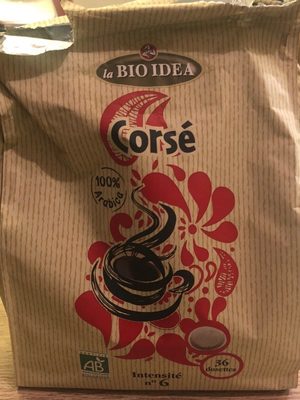 la BIO IDEA
Corsé
100%
Arabica
AB
Intensité
n° 6
36
dosettes